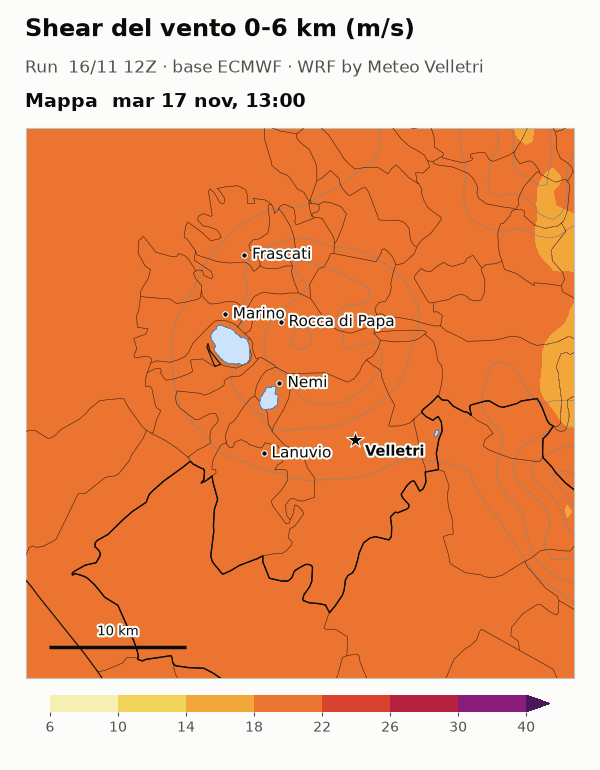 Shear del vento 0-6 km (m/s)
Run  16/11 12Z · base ECMWF · WRF by Meteo Velletri
Mappa  mar 17 nov, 13:00
Frascati
Marino
Rocca di Papa
Nemi
Velletri
Lanuvio
10 km
6 10 14 18 22 26 30 40